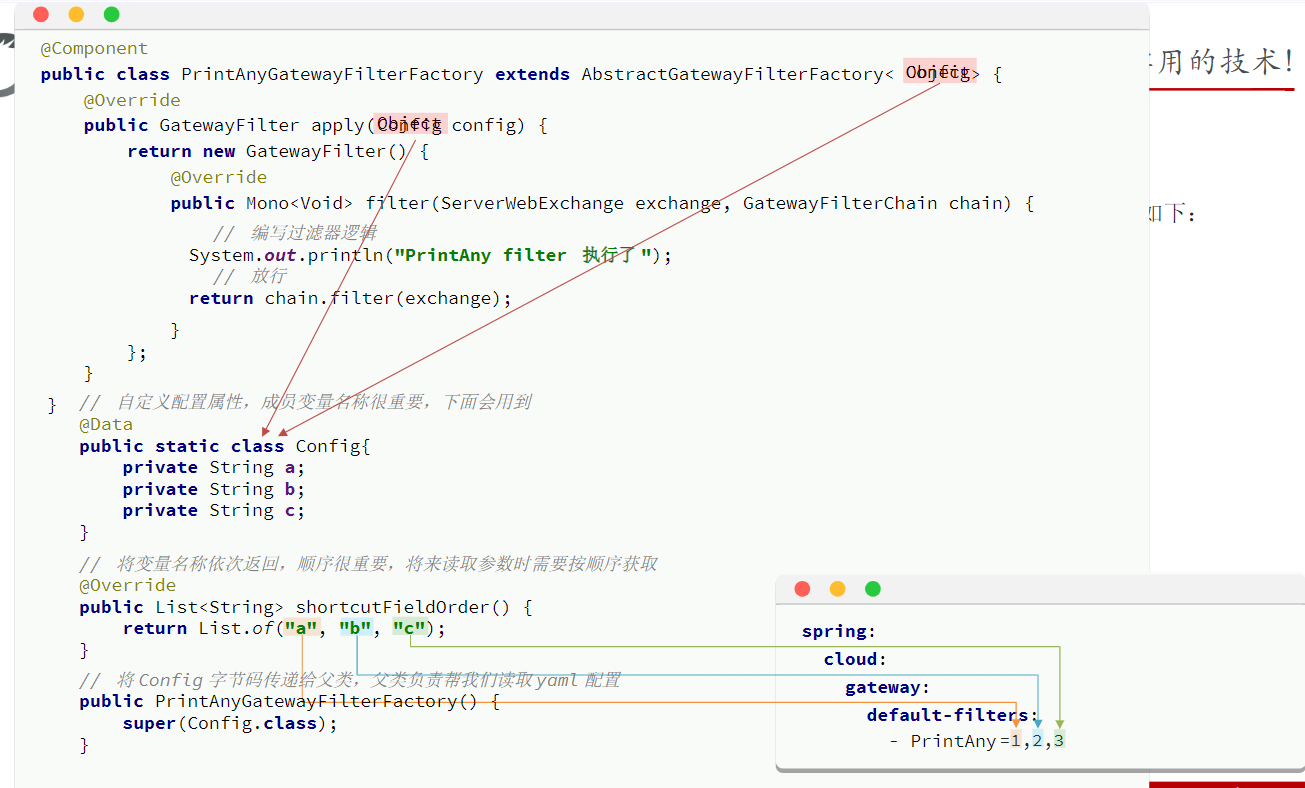 @Component
public class PrintAnyGatewayFilterFactory extends AbstractGatewayFilterFactory< > {
@Override
public GatewayFilter apply(Config config) {
return new GatewayFilter() {
@Override
public Mono<Void> filter(ServerWebExchange exchange, GatewayFilterChain chain) {
// 编写过滤器逻辑
System.out.println("PrintAny filter 执行了");
// 放行
return chain.filter(exchange);
}
};
}
}
// 自定义配置属性，成员变量名称很重要，下面会用到
@Data
public static class Config{
private String a;
private String b;
private String c;
}
// 将变量名称依次返回，顺序很重要，将来读取参数时需要按顺序获取
@Override
public List<String> shortcutFieldOrder() {
return List.of("a", "b", "c");
}
// 将Config字节码传递给父类，父类负责帮我们读取yaml配置
public PrintAnyGatewayFilterFactory() {
super(Config.class);
}
用的技术!
如下：
spring:
cloud:
gateway:
default-filters:
- PrintAny=1,2,3